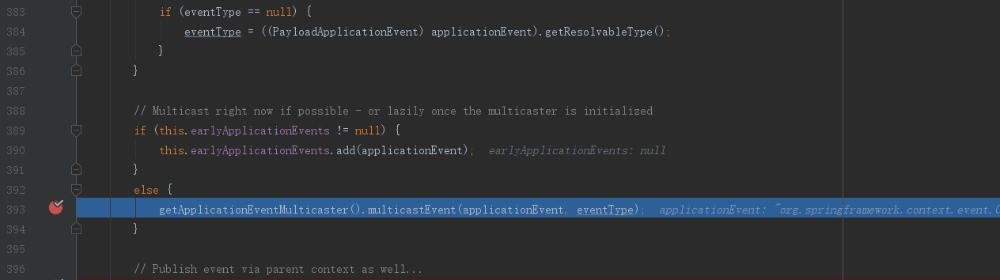 383 if (eventType == null) {
384 eventType = ((PayloadApplicationEvent) applicationEvent).getResolvableType();
385 }
386 }
387
388 // Multicast right now if possible - or lazily once the multicaster is initialized
389 if (this.earlyApplicationEvents != null) {
390 this.earlyApplicationEvents.add(applicationEvent); earlyApplicationEvents: null
391 }
392 else {
393 getApplicationEventMulticaster().multicastEvent(applicationEvent, eventType); applicationEvent: "org.springframework.context.event.
394 }
395
396 // Publish event via parent context as well...